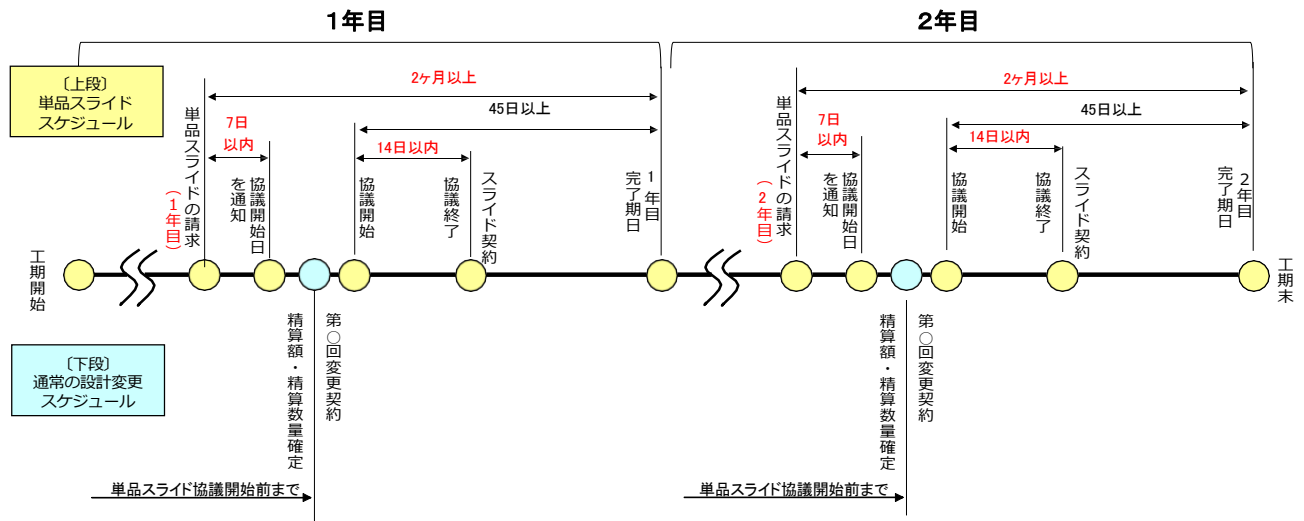 1年目
2年目
〔上段〕
単品スライド
スケジュール
2ヶ月以上
45日以上
7日
以内
14日以内
単品スライドの請求
(1年目)
協議開始日
を通知
協議開始
協議終了
スライド契約
1年目
完了期日
2ヶ月以上
45日以上
7日
以内
14日以内
単品スライドの請求
(2年目)
協議開始日
を通知
協議開始
協議終了
スライド契約
2年目
完了期日
工期開始
工期末
〔下段〕
通常の設計変更
スケジュール
第○回変更契約
精算額・精算数量確定
単品スライド協議開始前まで
第○回変更契約
精算額・精算数量確定
単品スライド協議開始前まで